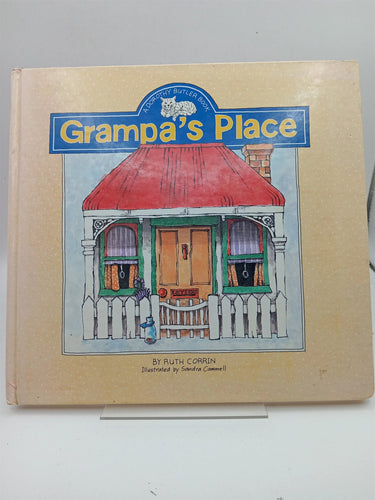 A DOROTHY BUTLER BOOK
Grampa's Place
BY RUTH CORRIN
Illustrated by Sandra Cammell